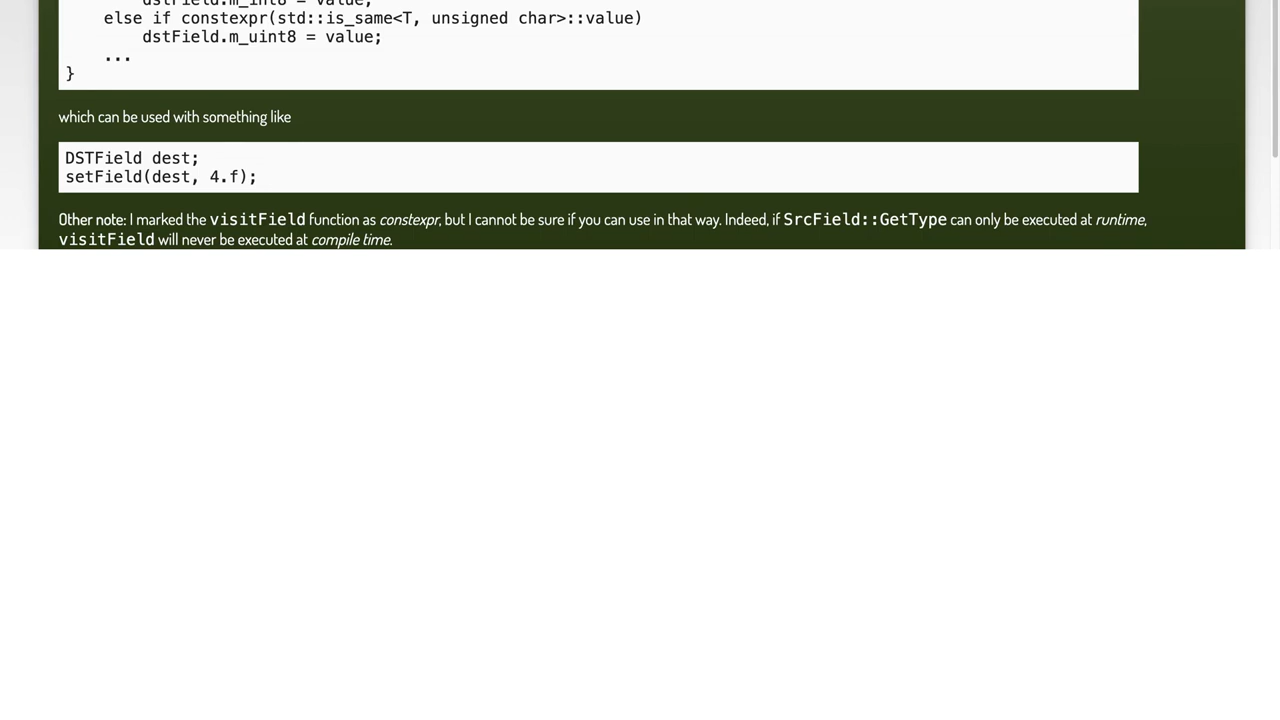 dstField.m_int8 = value;
else if constexpr(std::is_same<T, unsigned char>::value)
dstField.m_uint8 = value;
...
}
which can be used with something like
DSTField dest;
setField(dest, 4.f);
Other note: I marked the visitField function as constexpr, but I cannot be sure if you can use in that way. Indeed, if SrcField::GetType can only be executed at runtime,
visitField will never be executed at compile time.